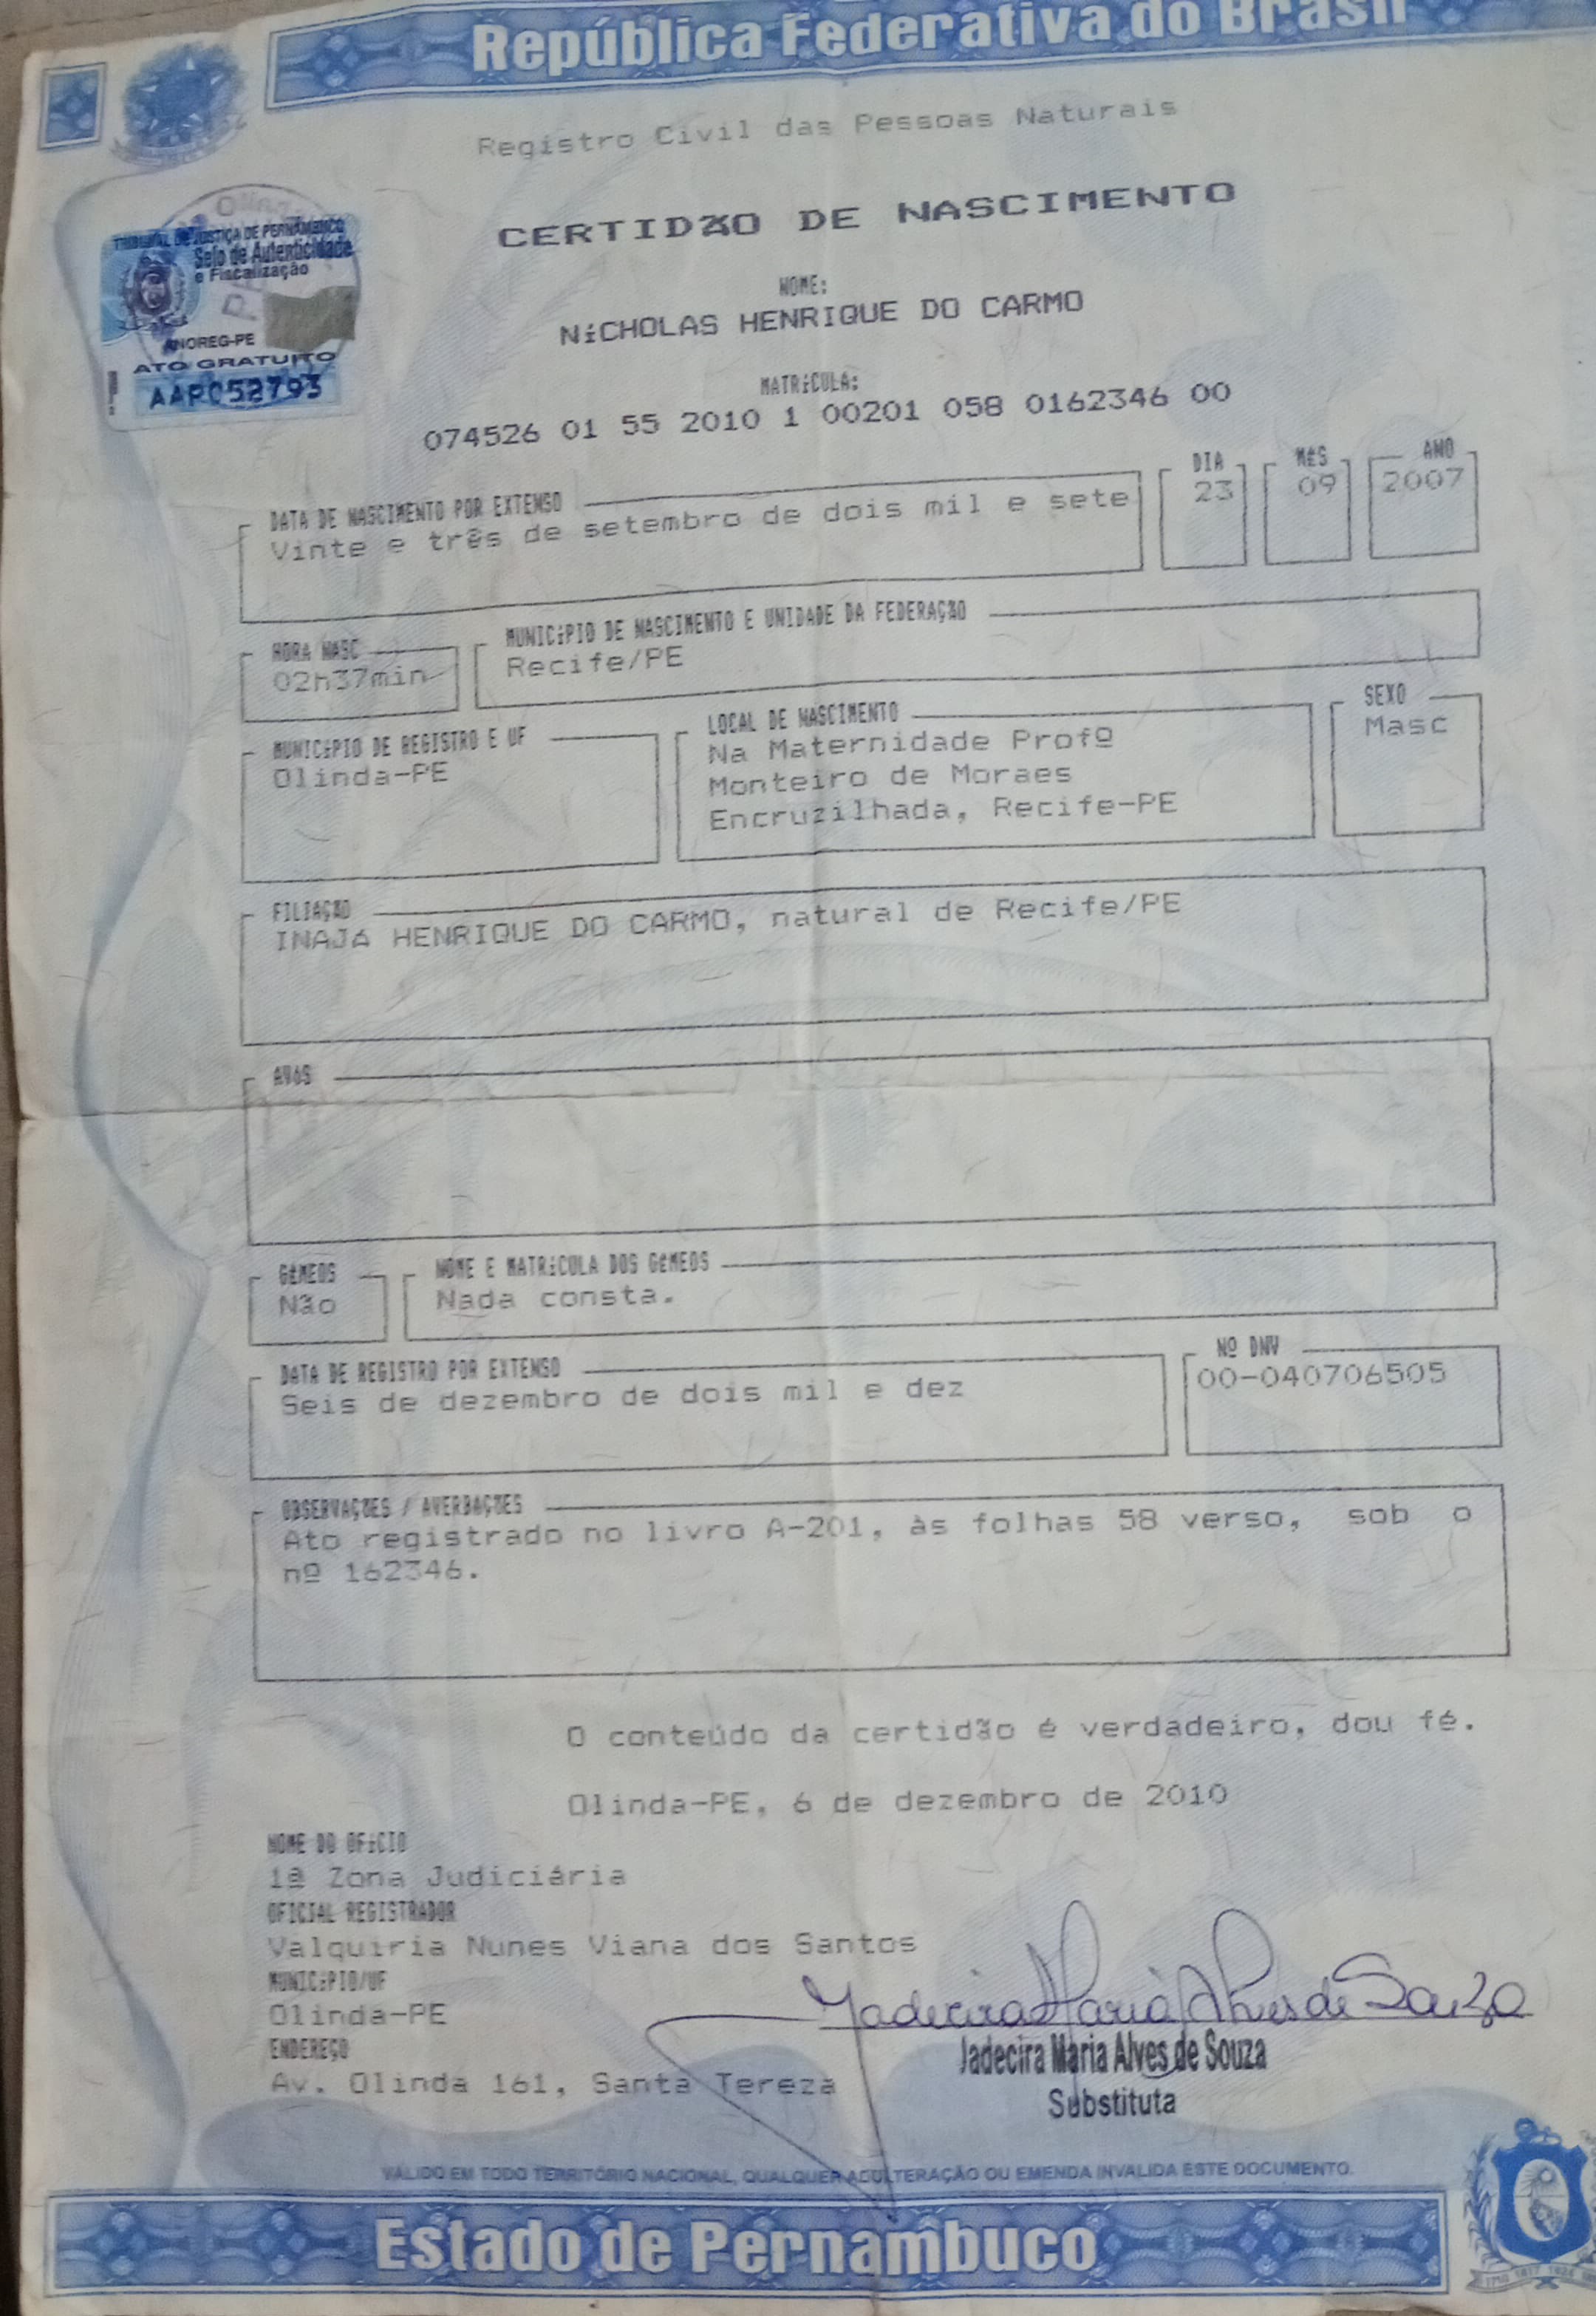 República Federativa do Brasil
Registro Civil das Pessoas Naturais
CERTIDÃO DE NASCIMENTO
TRIBUNAL DE JUSTIÇA DE PERNAMBUCO
Selo de Autenticidade
e Fiscalização
ANOREG-PE
ATO GRATUITO
AAP052793
NOME:
NíCHOLAS HENRIQUE DO CARMO
MATRíCULA:
074526 01 55 2010 1 00201 058 0162346 00
DATA DE NASCIMENTO POR EXTENSO
Vinte e três de setembro de dois mil e sete
DIA
23
MêS
09
ANO
2007
HORA NASC
02h37min
MUNICíPIO DE NASCIMENTO E UNIDADE DA FEDERAÇÃO
Recife/PE
MUNICíPIO DE REGISTRO E UF
Olinda-PE
LOCAL DE NASCIMENTO
Na Maternidade Profº
Monteiro de Moraes
Encruzilhada, Recife-PE
SEXO
Masc
FILIAÇÃO
INAJá HENRIQUE DO CARMO, natural de Recife/PE
AVóS
GêMEOS
Não
NOME E MATRíCULA DOS GêMEOS
Nada consta.
DATA DE REGISTRO POR EXTENSO
Seis de dezembro de dois mil e dez
Nº DNV
00-040706505
OBSERVAÇÕES / AVERBAÇÕES
Ato registrado no livro A-201, às folhas 58 verso, sob o
nº 162346.
O conteúdo da certidão é verdadeiro, dou fé.
Olinda-PE, 6 de dezembro de 2010
NOME DO OFíCIO
1ª Zona Judiciária
OFICIAL REGISTRADOR
Valquiria Nunes Viana dos Santos
MUNICíPIO/UF
Olinda-PE
ENDEREÇO
Av. Olinda 161, Santa Tereza
Jadecira Maria Alves de Souza
Jadecira Maria Alves de Souza
Substituta
VÁLIDO EM TODO TERRITÓRIO NACIONAL, QUALQUER ADULTERAÇÃO OU EMENDA INVALIDA ESTE DOCUMENTO.
Estado de Pernambuco